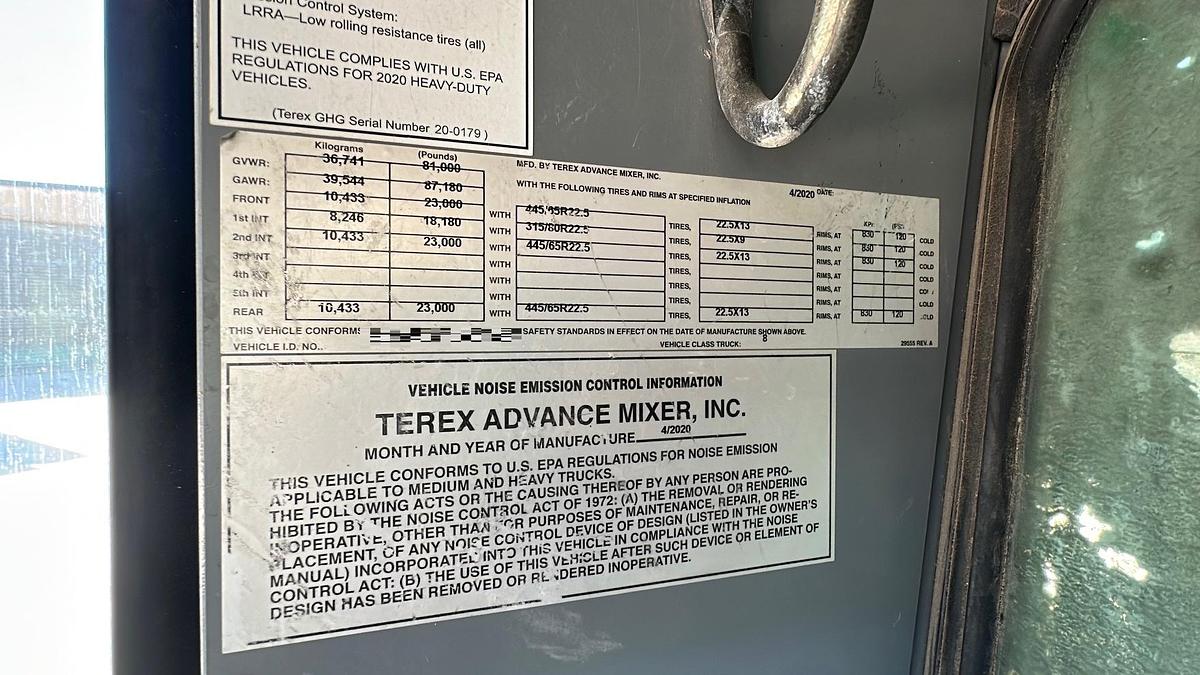 ssion Control System:
LRRA—Low rolling resistance tires (all)
THIS VEHICLE COMPLIES WITH U.S. EPA
REGULATIONS FOR 2020 HEAVY-DUTY
VEHICLES.
(Terex GHG Serial Number 20-0179 )
Kilograms (Pounds) MFD. BY TEREX ADVANCE MIXER, INC.
GVWR: 36,741 81,000 4/2020 DATE:
GAWR: 39,544 87,180 WITH THE FOLLOWING TIRES AND RIMS AT SPECIFIED INFLATION
FRONT 10,433 23,000 WITH 445/65R22.5 TIRES, 22.5X13 RIMS, AT 830 120 COLD
1st INT 8,246 18,180 WITH 315/80R22.5 TIRES, 22.5X9 RIMS, AT 830 120 COLD
2nd INT 10,433 23,000 WITH 445/65R22.5 TIRES, 22.5X13 RIMS, AT 830 120 COLD
3rd INT WITH TIRES, RIMS, AT COLD
4th INT WITH TIRES, RIMS, AT
5th INT WITH TIRES, RIMS, AT COLD
REAR 10,433 23,000 WITH 445/65R22.5 TIRES, 22.5X13 RIMS, AT 830 120 COLD
THIS VEHICLE CONFORMS SAFETY STANDARDS IN EFFECT ON THE DATE OF MANUFACTURE SHOWN ABOVE.
VEHICLE I.D. NO.. VEHICLE CLASS TRUCK: 8 29555 REV. A
VEHICLE NOISE EMISSION CONTROL INFORMATION
TEREX ADVANCE MIXER, INC.
MONTH AND YEAR OF MANUFACTURE 4/2020
THIS VEHICLE CONFORMS TO U.S. EPA REGULATIONS FOR NOISE EMISSION
APPLICABLE TO MEDIUM AND HEAVY TRUCKS.
THE FOLLOWING ACTS OR THE CAUSING THEREOF BY ANY PERSON ARE PRO-
HIBITED BY THE NOISE CONTROL ACT OF 1972: (A) THE REMOVAL OR RENDERING
INOPERATIVE, OTHER THAN FOR PURPOSES OF MAINTENANCE, REPAIR, OR RE-
PLACEMENT, OF ANY NOISE CONTROL DEVICE OF DESIGN (LISTED IN THE OWNER'S
MANUAL) INCORPORATED INTO THIS VEHICLE IN COMPLIANCE WITH THE NOISE
CONTROL ACT: (B) THE USE OF THIS VEHICLE AFTER SUCH DEVICE OR ELEMENT OF
DESIGN HAS BEEN REMOVED OR RENDERED INOPERATIVE.